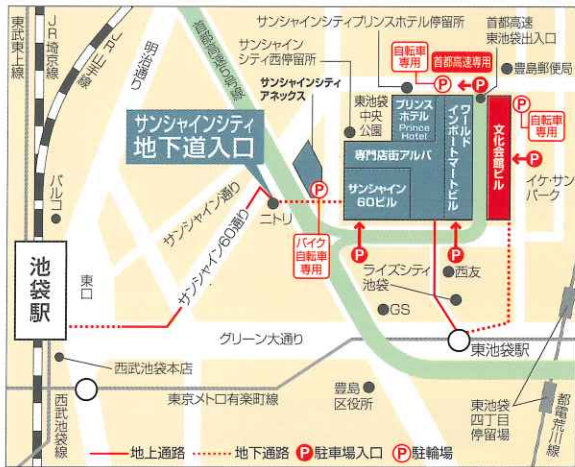 東武東上線
JR埼京線
JR山手線
明治通り
首都高速5号線
サンシャインシティプリンスホテル停留所
首都高速
東池袋出入口
サンシャイン
シティ西停留所
自転車
専用
首都高速専用
豊島郵便局
サンシャインシティ
アネックス
東池袋
中央
公園
プリンス
ホテル
Prince
Hotel
ワールド
インポートマートビル
文化会館ビル
自転車
専用
サンシャインシティ
地下道入口
専門店街アルパ
サンシャイン
60ビル
イケ・サン
パーク
パルコ
サンシャイン通り
サンシャイン60通り
ニトリ
バイク
自転車
専用
池袋駅
東口
ライズシティ
池袋
西友
GS
グリーン大通り
東池袋駅
西武池袋本店
東京メトロ有楽町線
西武池袋線
豊島
区役所
東池袋
四丁目
停留場
都電荒川線
地上通路
地下通路
P駐車場入口
P駐輪場